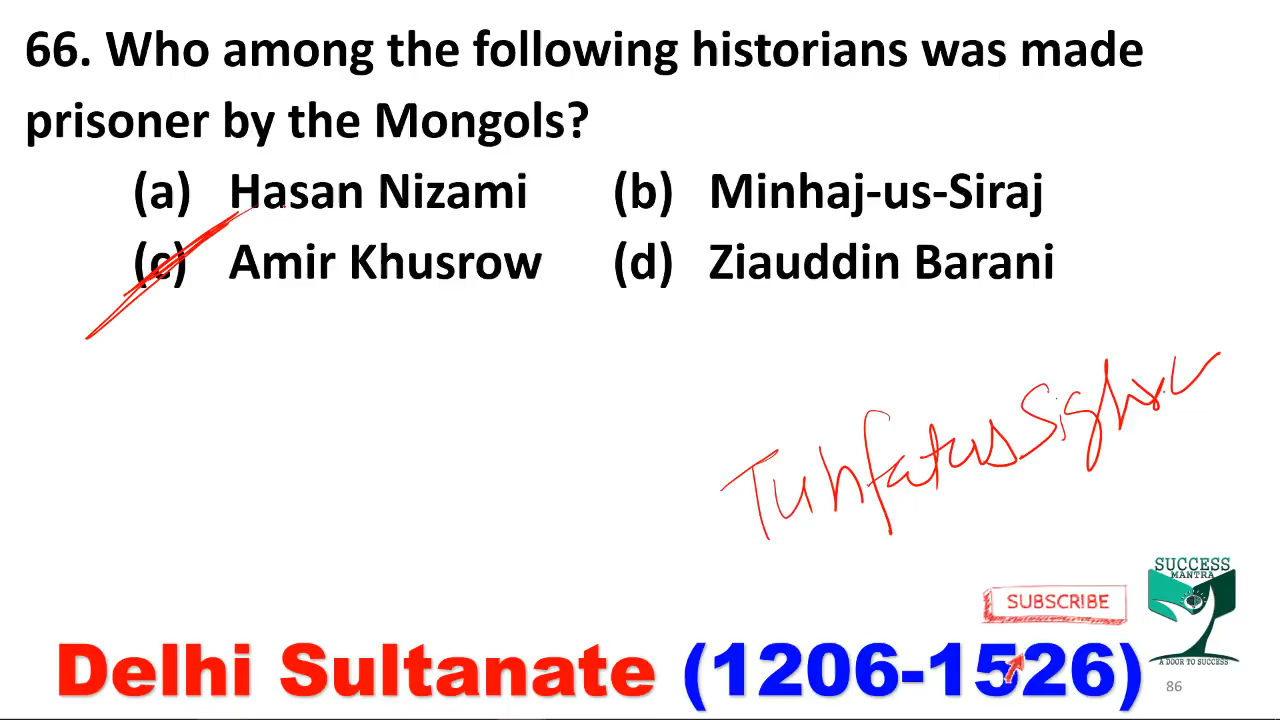 66. Who among the following historians was made
prisoner by the Mongols?
(a) Hasan Nizami (b) Minhaj-us-Siraj
(c) Amir Khusrow (d) Ziauddin Barani
Tuhfatus
SUCCESS
MANTRA
A DOOR TO SUCCESS
SUBSCRIBE
Delhi Sultanate (1206-1526)
86